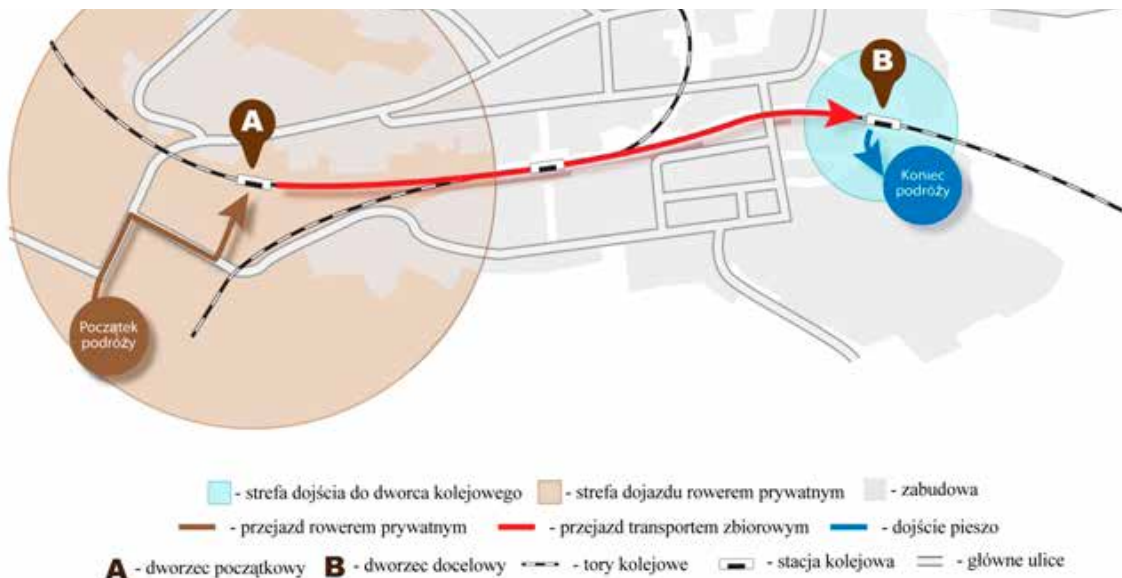 A
B
Początek
podróży
Koniec
podróży
- strefa dojścia do dworca kolejowego - strefa dojazdu rowerem prywatnym - zabudowa
- przejazd rowerem prywatnym - przejazd transportem zbiorowym - dojście pieszo
A - dworzec początkowy B - dworzec docelowy - tory kolejowe - stacja kolejowa - główne ulice